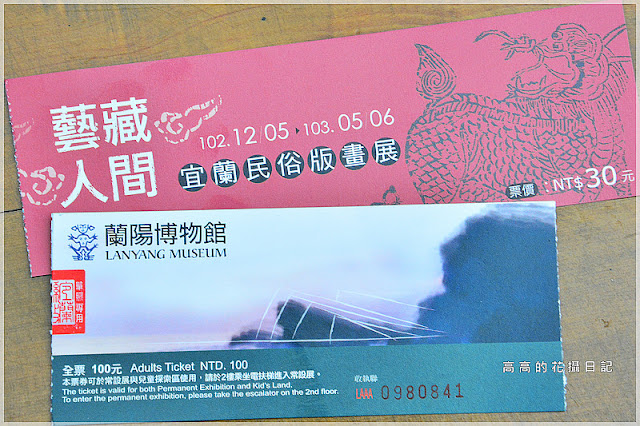 藝藏
人間
102.12/05 103.05/06
宜蘭民俗版畫展
票價:NT$30元
蘭陽博物館
LANYANG MUSEUM
全票 100元 Adults Ticket NTD. 100
本票券可於常設展與兒童探索區使用,請於2樓乘坐電扶梯進入常設展。
The ticket is valid for both Permanent Exhibition and Kid's Land.
To enter the permanent exhibition, please take the escalator on the 2nd floor.
收執聯
0980841
高高的花攝日記